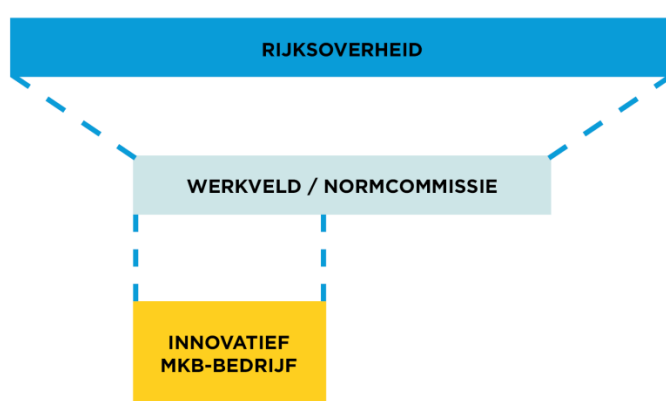 RIJKSOVERHEID
WERKVELD / NORMCOMMISSIE
INNOVATIEF
MKB-BEDRIJF